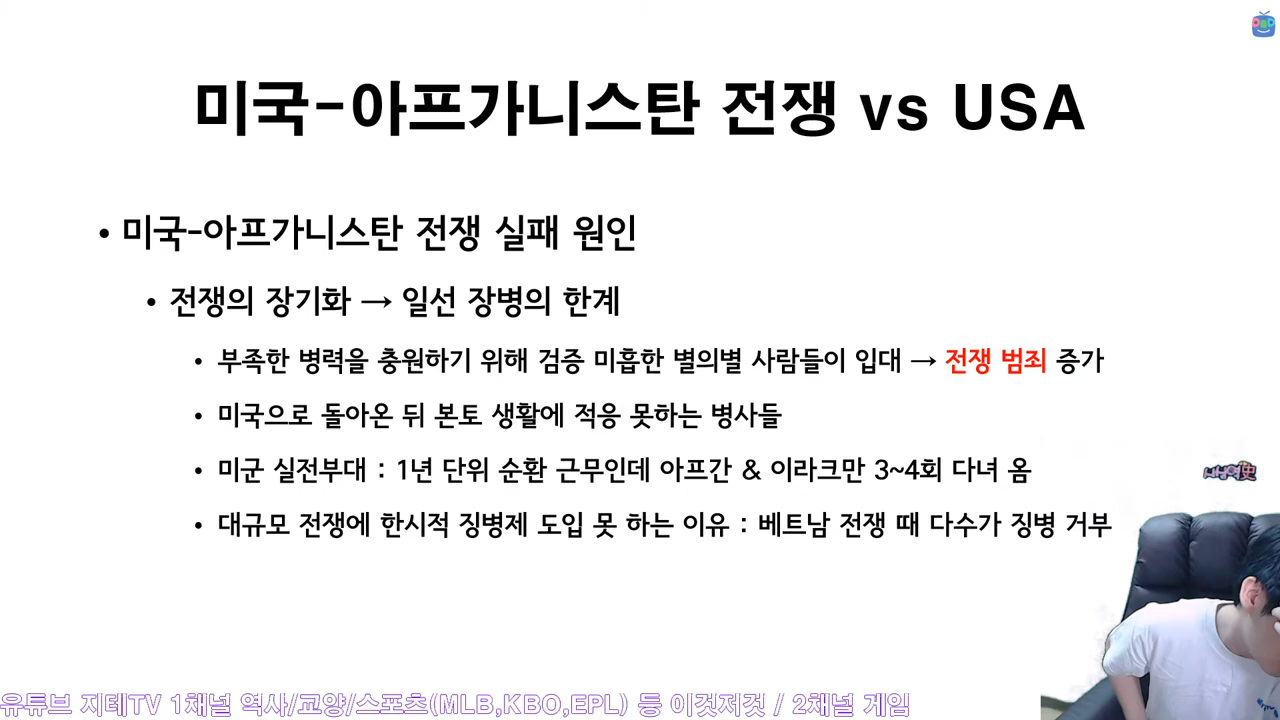 미국-아프가니스탄 전쟁 vs USA
• 미국-아프가니스탄 전쟁 실패 원인
• 전쟁의 장기화 → 일선 장병의 한계
• 부족한 병력을 충원하기 위해 검증 미흡한 별의별 사람들이 입대 → 전쟁 범죄 증가
• 미국으로 돌아온 뒤 본토 생활에 적응 못하는 병사들
• 미군 실전부대 : 1년 단위 순환 근무인데 아프간 & 이라크만 3~4회 다녀 옴
• 대규모 전쟁에 한시적 징병제 도입 못 하는 이유 : 베트남 전쟁 때 다수가 징병 거부
유튜브 지테TV 1채널 역사/교양/스포츠(MLB,KBO,EPL) 등 이것저것 / 2채널 게임